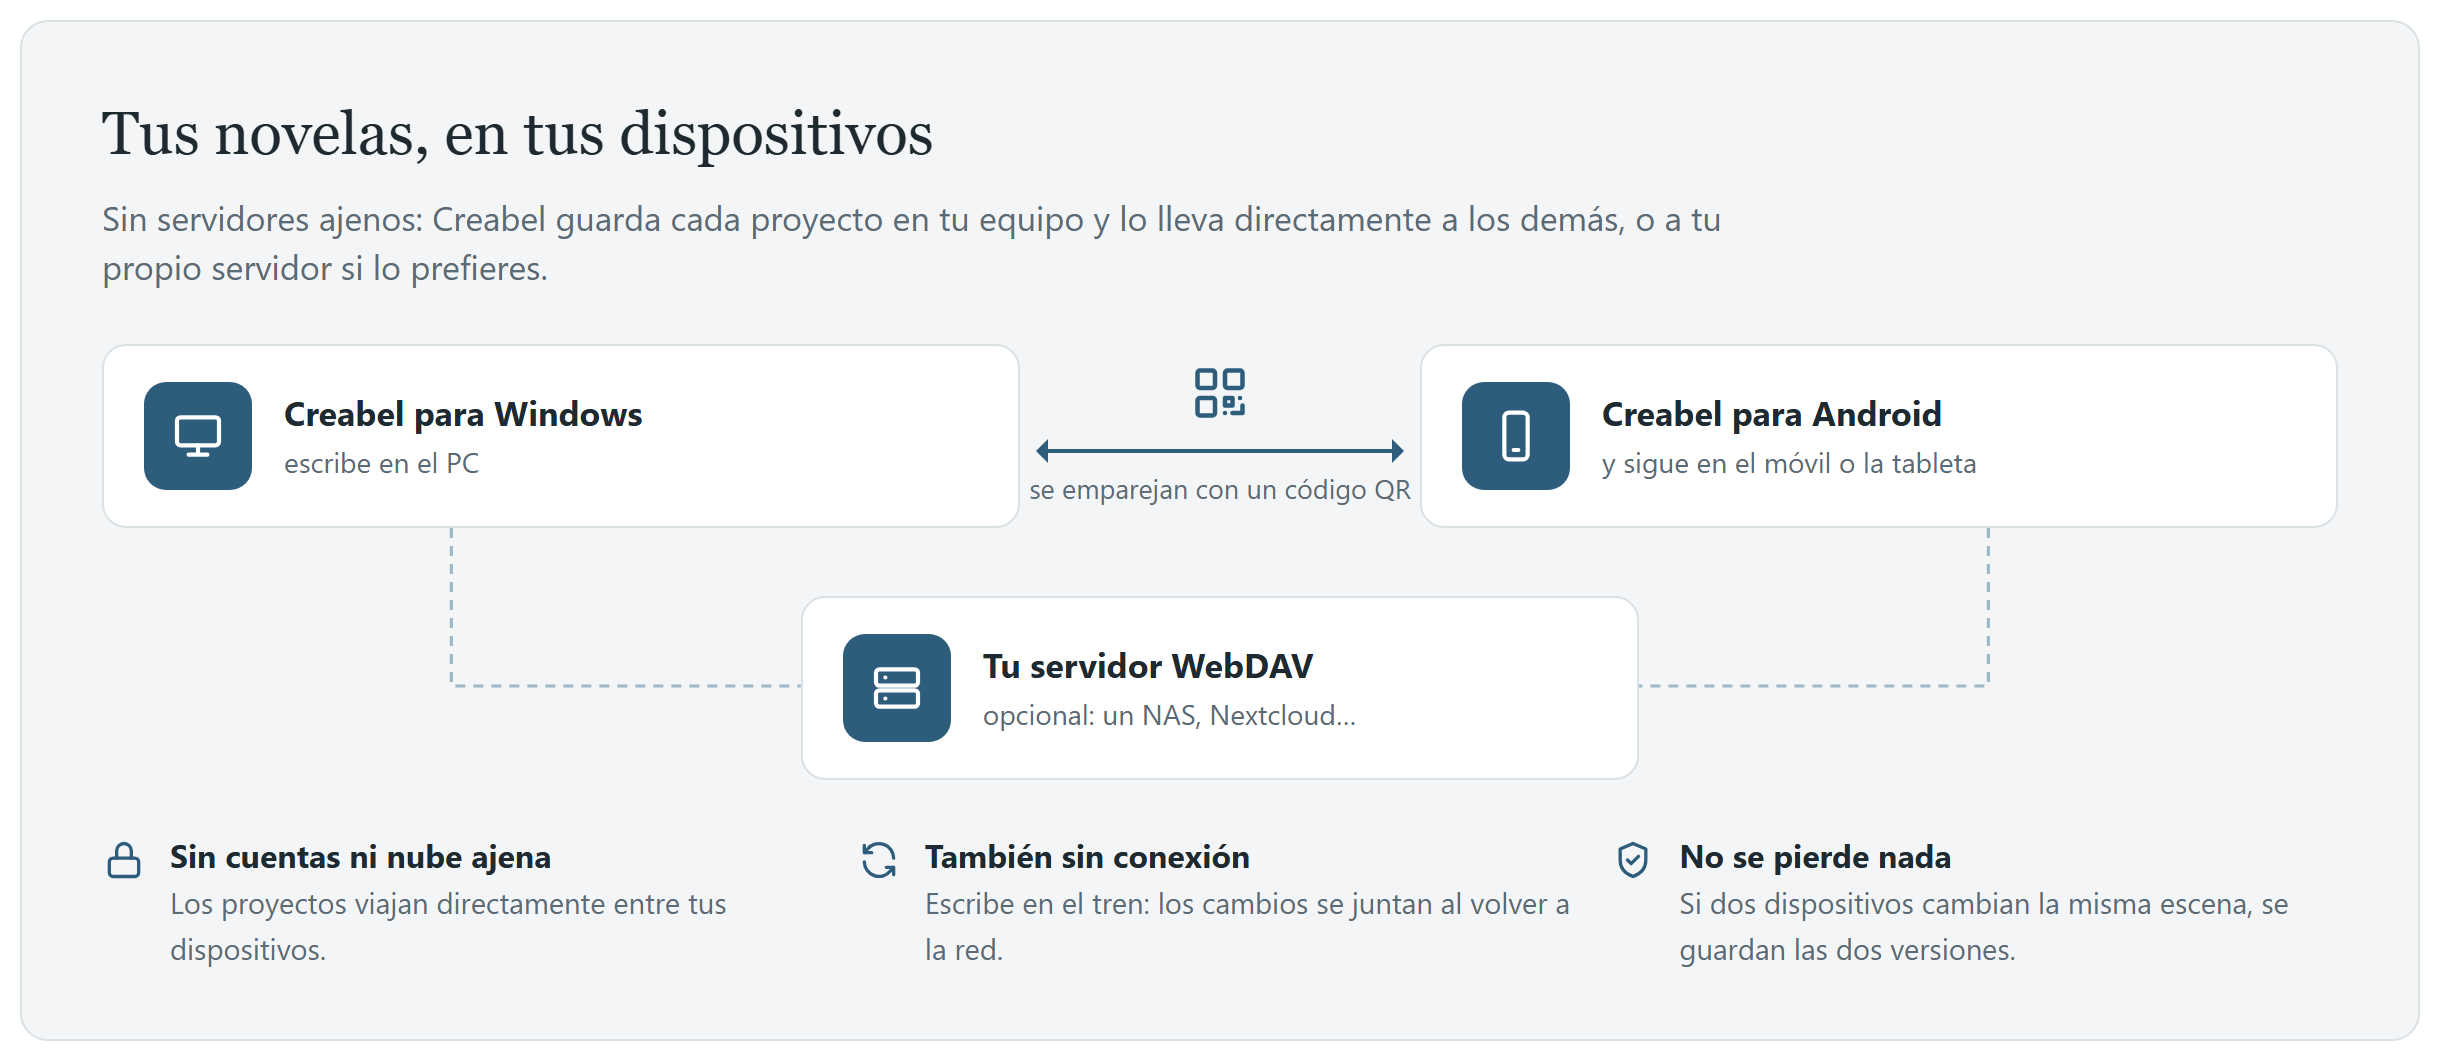 Tus novelas, en tus dispositivos
Sin servidores ajenos: Creabel guarda cada proyecto en tu equipo y lo lleva directamente a los demás, o a tu
propio servidor si lo prefieres.
Creabel para Windows
escribe en el PC
se emparejan con un código QR
Creabel para Android
y sigue en el móvil o la tableta
Tu servidor WebDAV
opcional: un NAS, Nextcloud...
Sin cuentas ni nube ajena
Los proyectos viajan directamente entre tus
dispositivos.
También sin conexión
Escribe en el tren: los cambios se juntan al volver a
la red.
No se pierde nada
Si dos dispositivos cambian la misma escena, se
guardan las dos versiones.